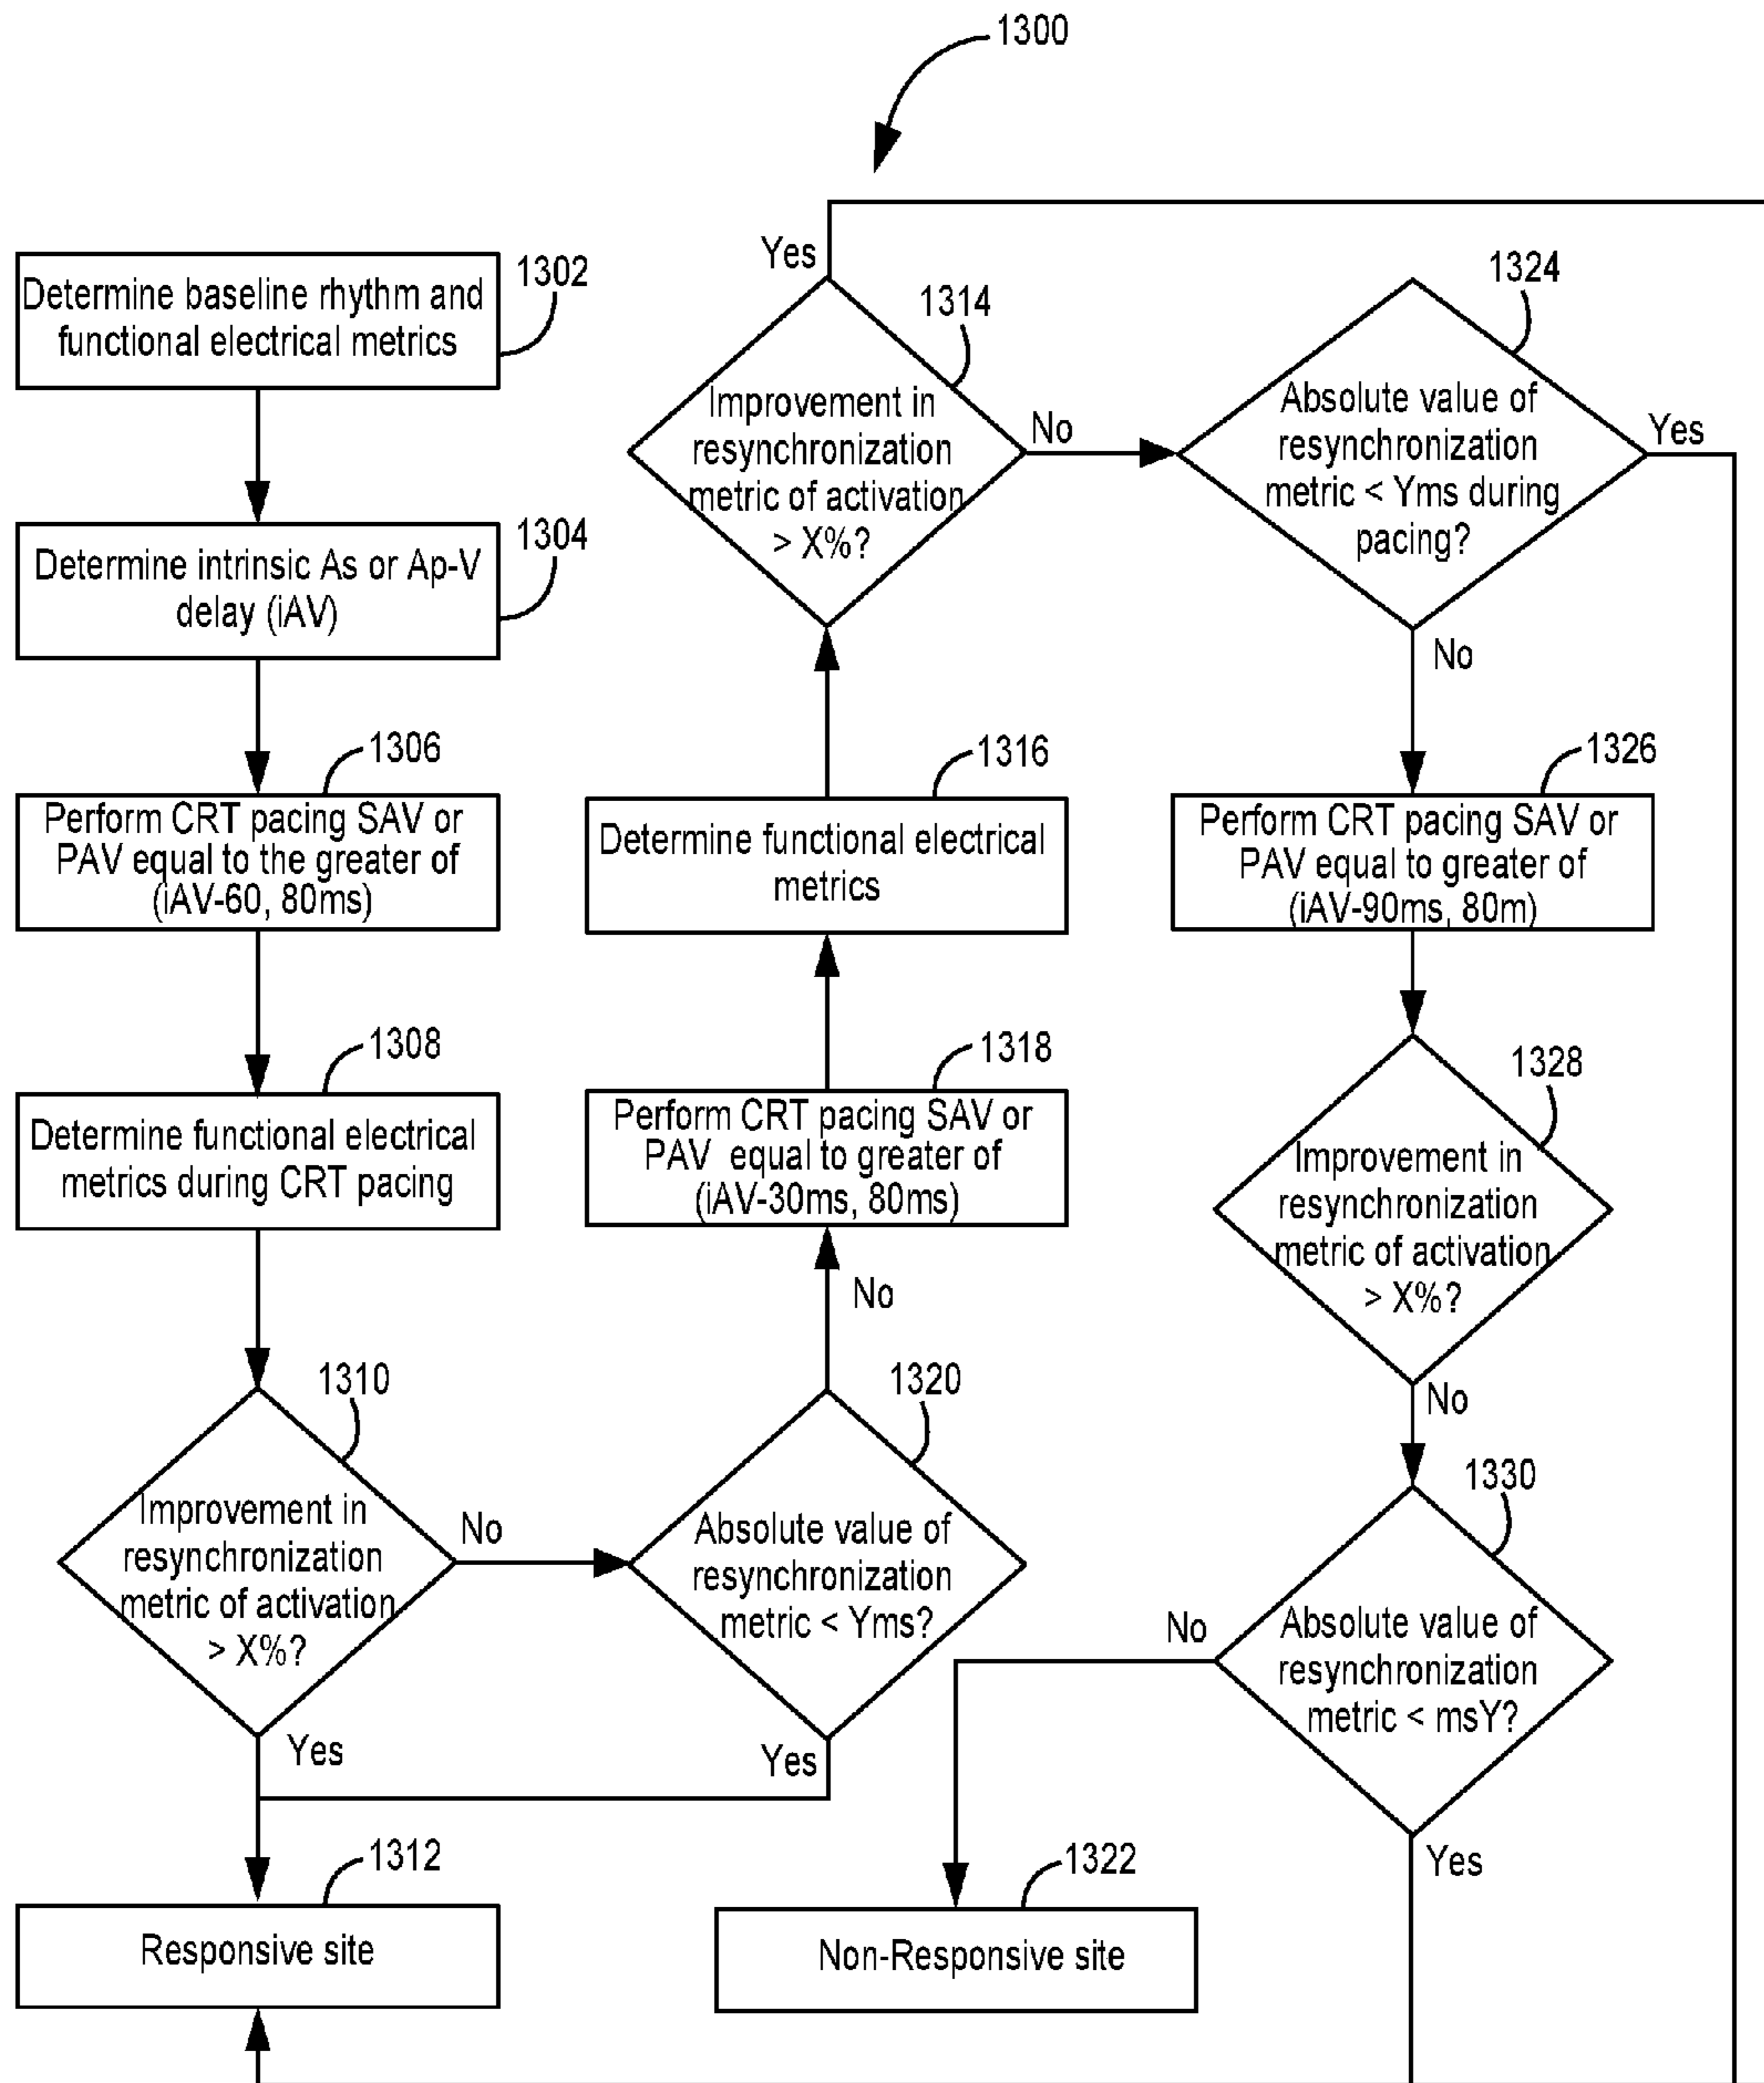 1300
Determine baseline rhythm and
functional electrical metrics
1302
Determine intrinsic As or Ap-V
delay (iAV)
1304
1306
Perform CRT pacing SAV or
PAV equal to the greater of
(iAV-60, 80ms)
1308
Determine functional electrical
metrics during CRT pacing
1310
Improvement in
resynchronization
metric of activation
> X%?
No
Yes
1312
Responsive site
1320
Absolute value of
resynchronization
metric < Yms?
No
Yes
1318
Perform CRT pacing SAV or
PAV equal to greater of
(iAV-30ms, 80ms)
1316
Determine functional electrical
metrics
1314
Improvement in
resynchronization
metric of activation
> X%?
Yes
No
1324
Absolute value of
resynchronization
metric < Yms during
pacing?
Yes
No
1326
Perform CRT pacing SAV or
PAV equal to greater of
(iAV-90ms, 80m)
1328
Improvement in
resynchronization
metric of activation
> X%?
No
1330
Absolute value of
resynchronization
metric < msY?
No
Yes
1322
Non-Responsive site